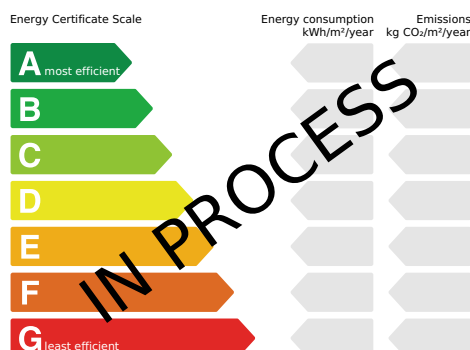 Energy Certificate Scale
Energy consumption
kWh/m²/year
Emissions
kg CO₂/m²/year
A most efficient
B
C
D
E
F
G least efficient
IN PROCESS